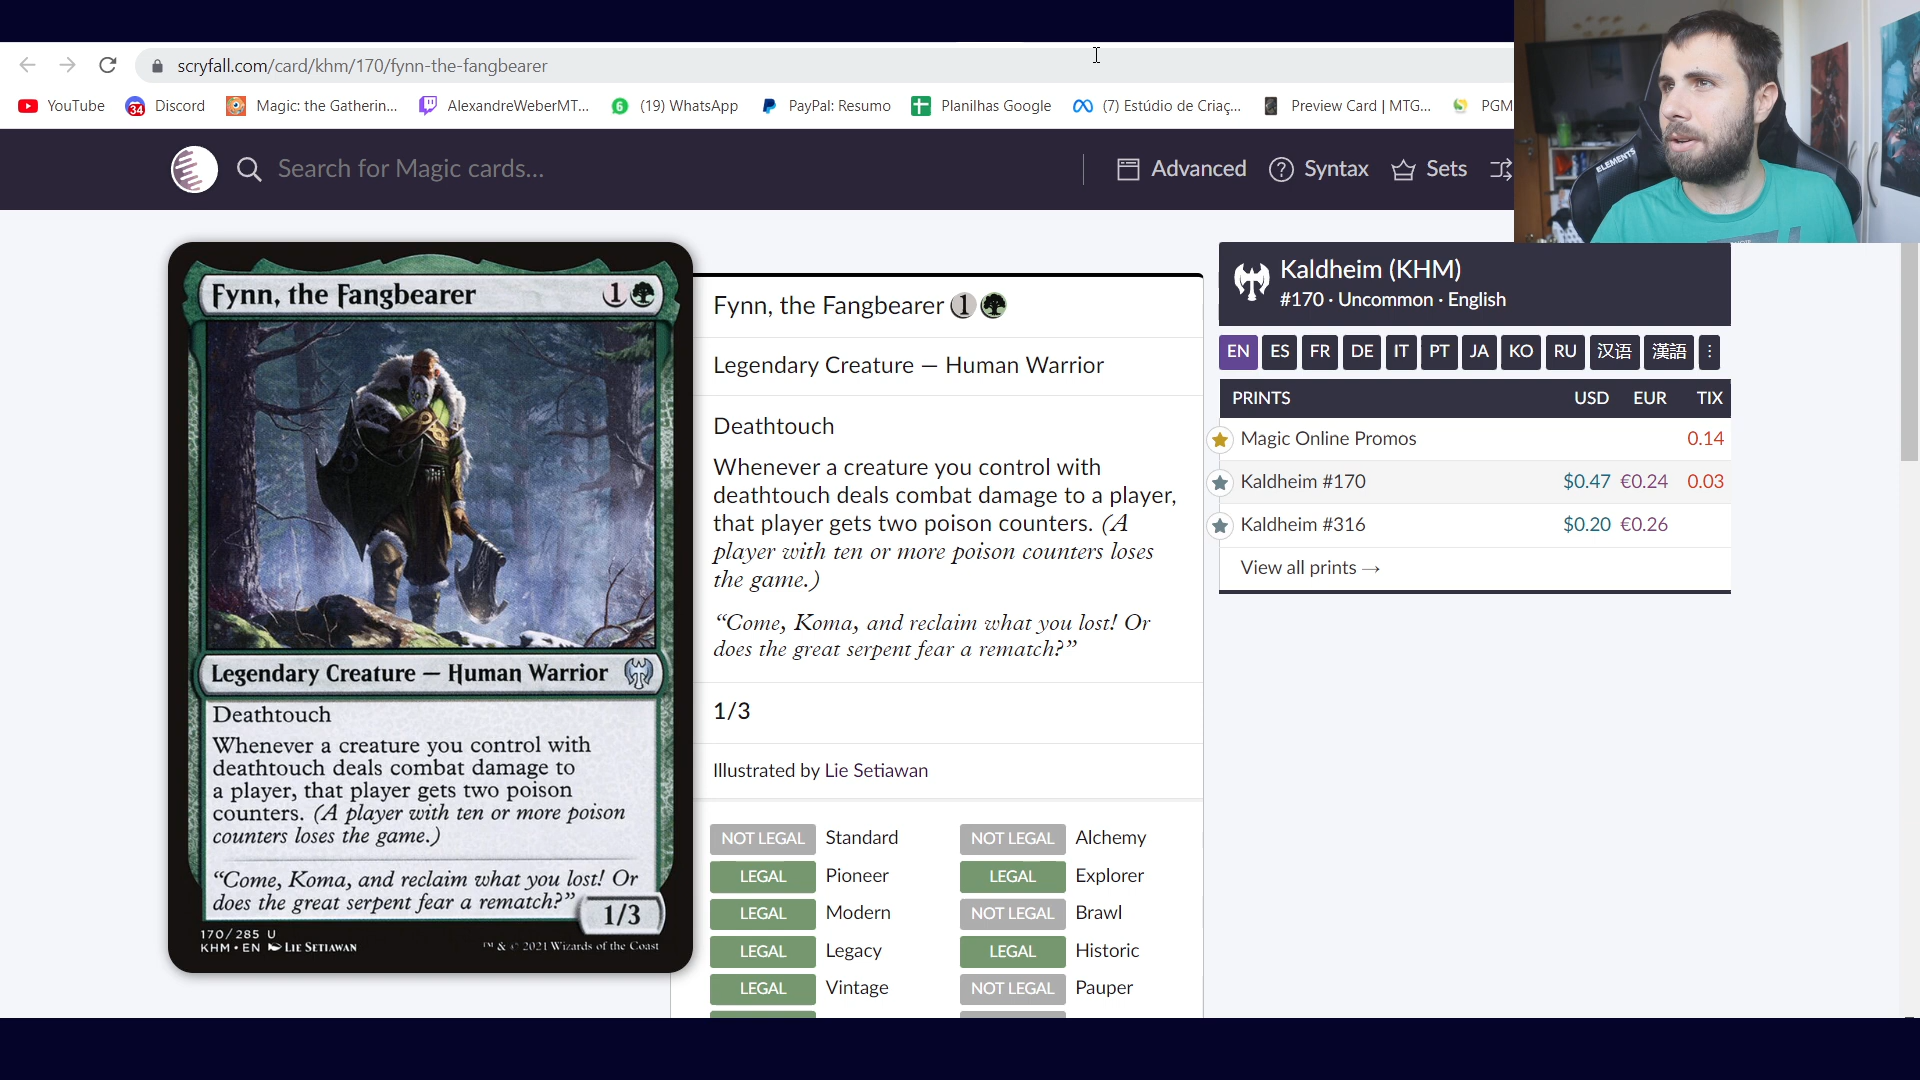 scryfall.com/card/khm/170/fynn-the-fangbearer
YouTube
34
Discord
Magic: the Gatherin...
AlexandreWeberMT...
6
(19) WhatsApp
PayPal: Resumo
Planilhas Google
(7) Estúdio de Criaç...
Preview Card | MTG...
PGM
ELEMENTS
Search for Magic cards...
Advanced
? Syntax
Sets
Fynn, the Fangbearer 1
Legendary Creature — Human Warrior
Deathtouch
Whenever a creature you control with
deathtouch deals combat damage to
a player, that player gets two poison
counters. (A player with ten or more poison
counters loses the game.)
“Come, Koma, and reclaim what you lost! Or
does the great serpent fear a rematch?”
1/3
170/285 U
KHM • EN LIE SETIAWAN
™ & © 2021 Wizards of the Coast
Fynn, the Fangbearer 1
Legendary Creature — Human Warrior
Deathtouch
Whenever a creature you control with
deathtouch deals combat damage to a player,
that player gets two poison counters. (A
player with ten or more poison counters loses
the game.)
“Come, Koma, and reclaim what you lost! Or
does the great serpent fear a rematch?”
1/3
Illustrated by Lie Setiawan
NOT LEGAL Standard NOT LEGAL Alchemy
LEGAL Pioneer LEGAL Explorer
LEGAL Modern NOT LEGAL Brawl
LEGAL Legacy LEGAL Historic
LEGAL Vintage NOT LEGAL Pauper
Kaldheim (KHM)
#170 · Uncommon · English
EN ES FR DE IT PT JA KO RU 汉语 漢語
PRINTS USD EUR TIX
Magic Online Promos 0.14
Kaldheim #170 $0.47 €0.24 0.03
Kaldheim #316 $0.20 €0.26
View all prints →